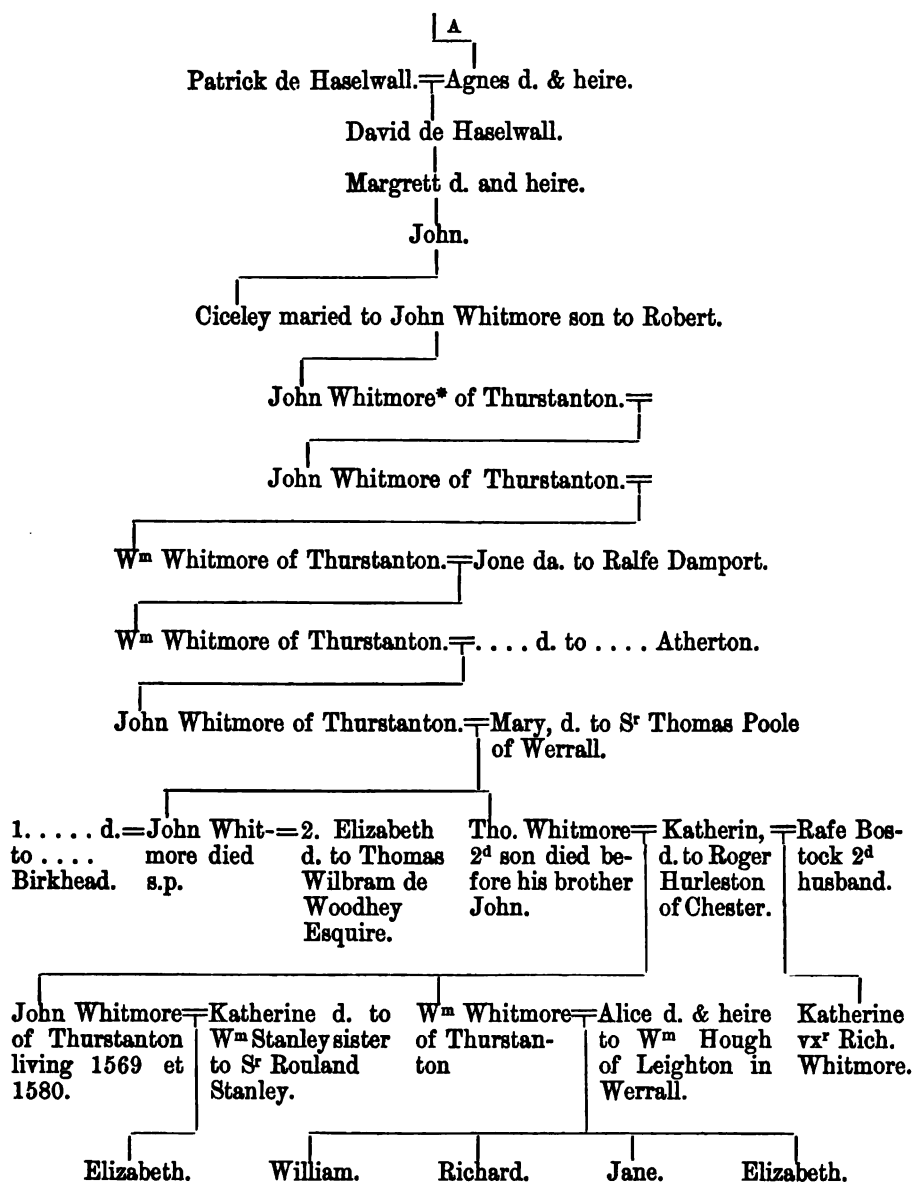 A
Patrick de Haselwall. Agnes d. & heire.
David de Haselwall.
Margrett d. and heire.
John.
Ciceley maried to John Whitmore son to Robert.
John Whitmore* of Thurstanton.
John Whitmore of Thurstanton.
Wm Whitmore of Thurstanton. Jone da. to Ralfe Damport.
Wm Whitmore of Thurstanton. . . . . d. to . . . . Atherton.
John Whitmore of Thurstanton. Mary, d. to Sr Thomas Poole
of Werrall.
1. . . . . d.
to . . . .
Birkhead.
=John Whit-
more died
s.p.
=2. Elizabeth
d. to Thomas
Wilbram de
Woodhey
Esquire.
Tho. Whitmore
2d son died be-
fore his brother
John.
Katherin,
d. to Roger
Hurleston
of Chester.
Rafe Bos-
tock 2d
husband.
John Whitmore
of Thurstanton
living 1569 et
1580.
Katherine d. to
Wm Stanley sister
to Sr Rouland
Stanley.
Wm Whitmore
of Thurstan-
ton
Alice d. & heire
to Wm Hough
of Leighton in
Werrall.
Katherine
vxr Rich.
Whitmore.
Elizabeth. William. Richard. Jane. Elizabeth.